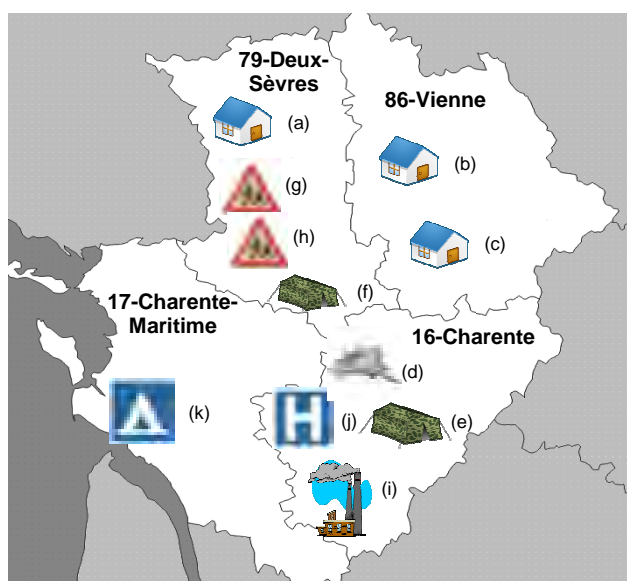 79-Deux-
Sèvres
86-Vienne
(a)
(b)
(g)
(h)
(c)
(f)
17-Charente-
Maritime
16-Charente
(d)
(k)
H
(j)
(e)
(i)